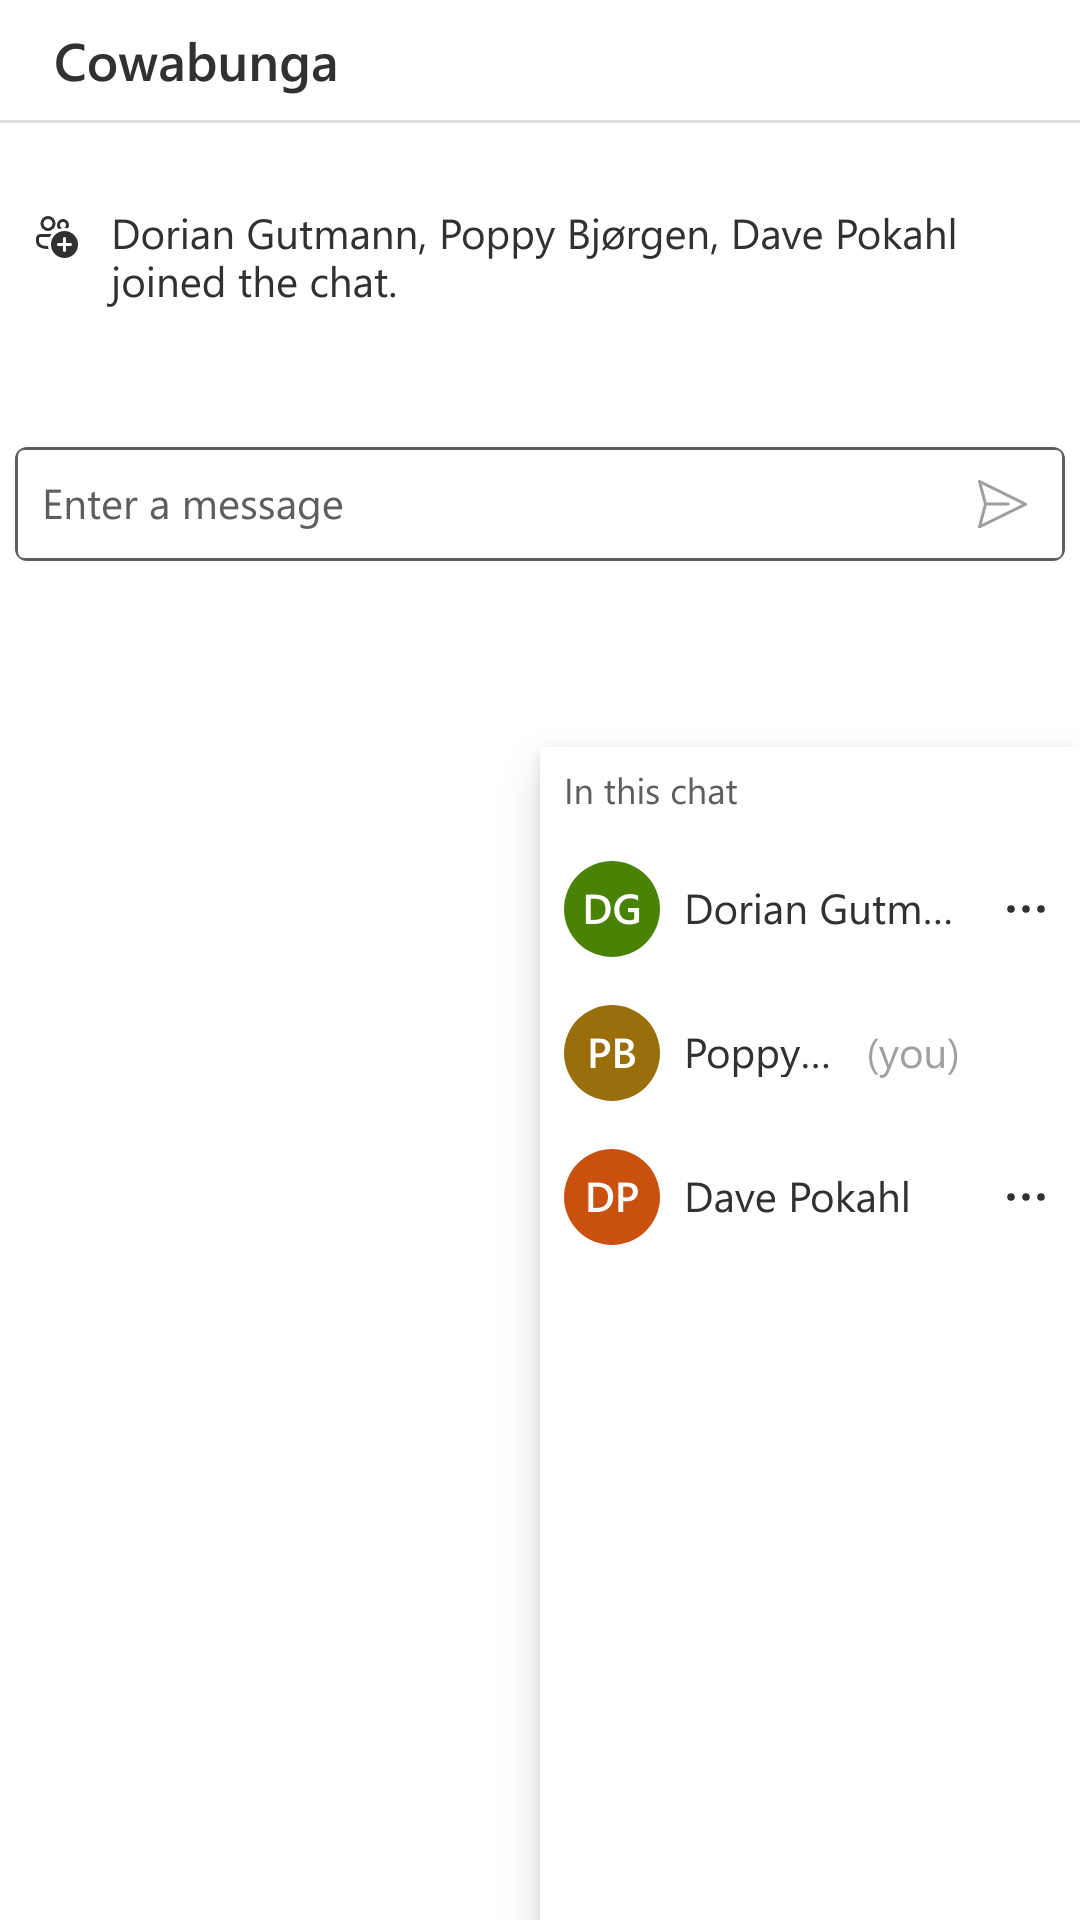 Cowabunga
Dorian Gutmann, Poppy Bjørgen, Dave Pokahl
joined the chat.
Enter a message
In this chat
DG Dorian Gutm...
PB Poppy... (you)
DP Dave Pokahl